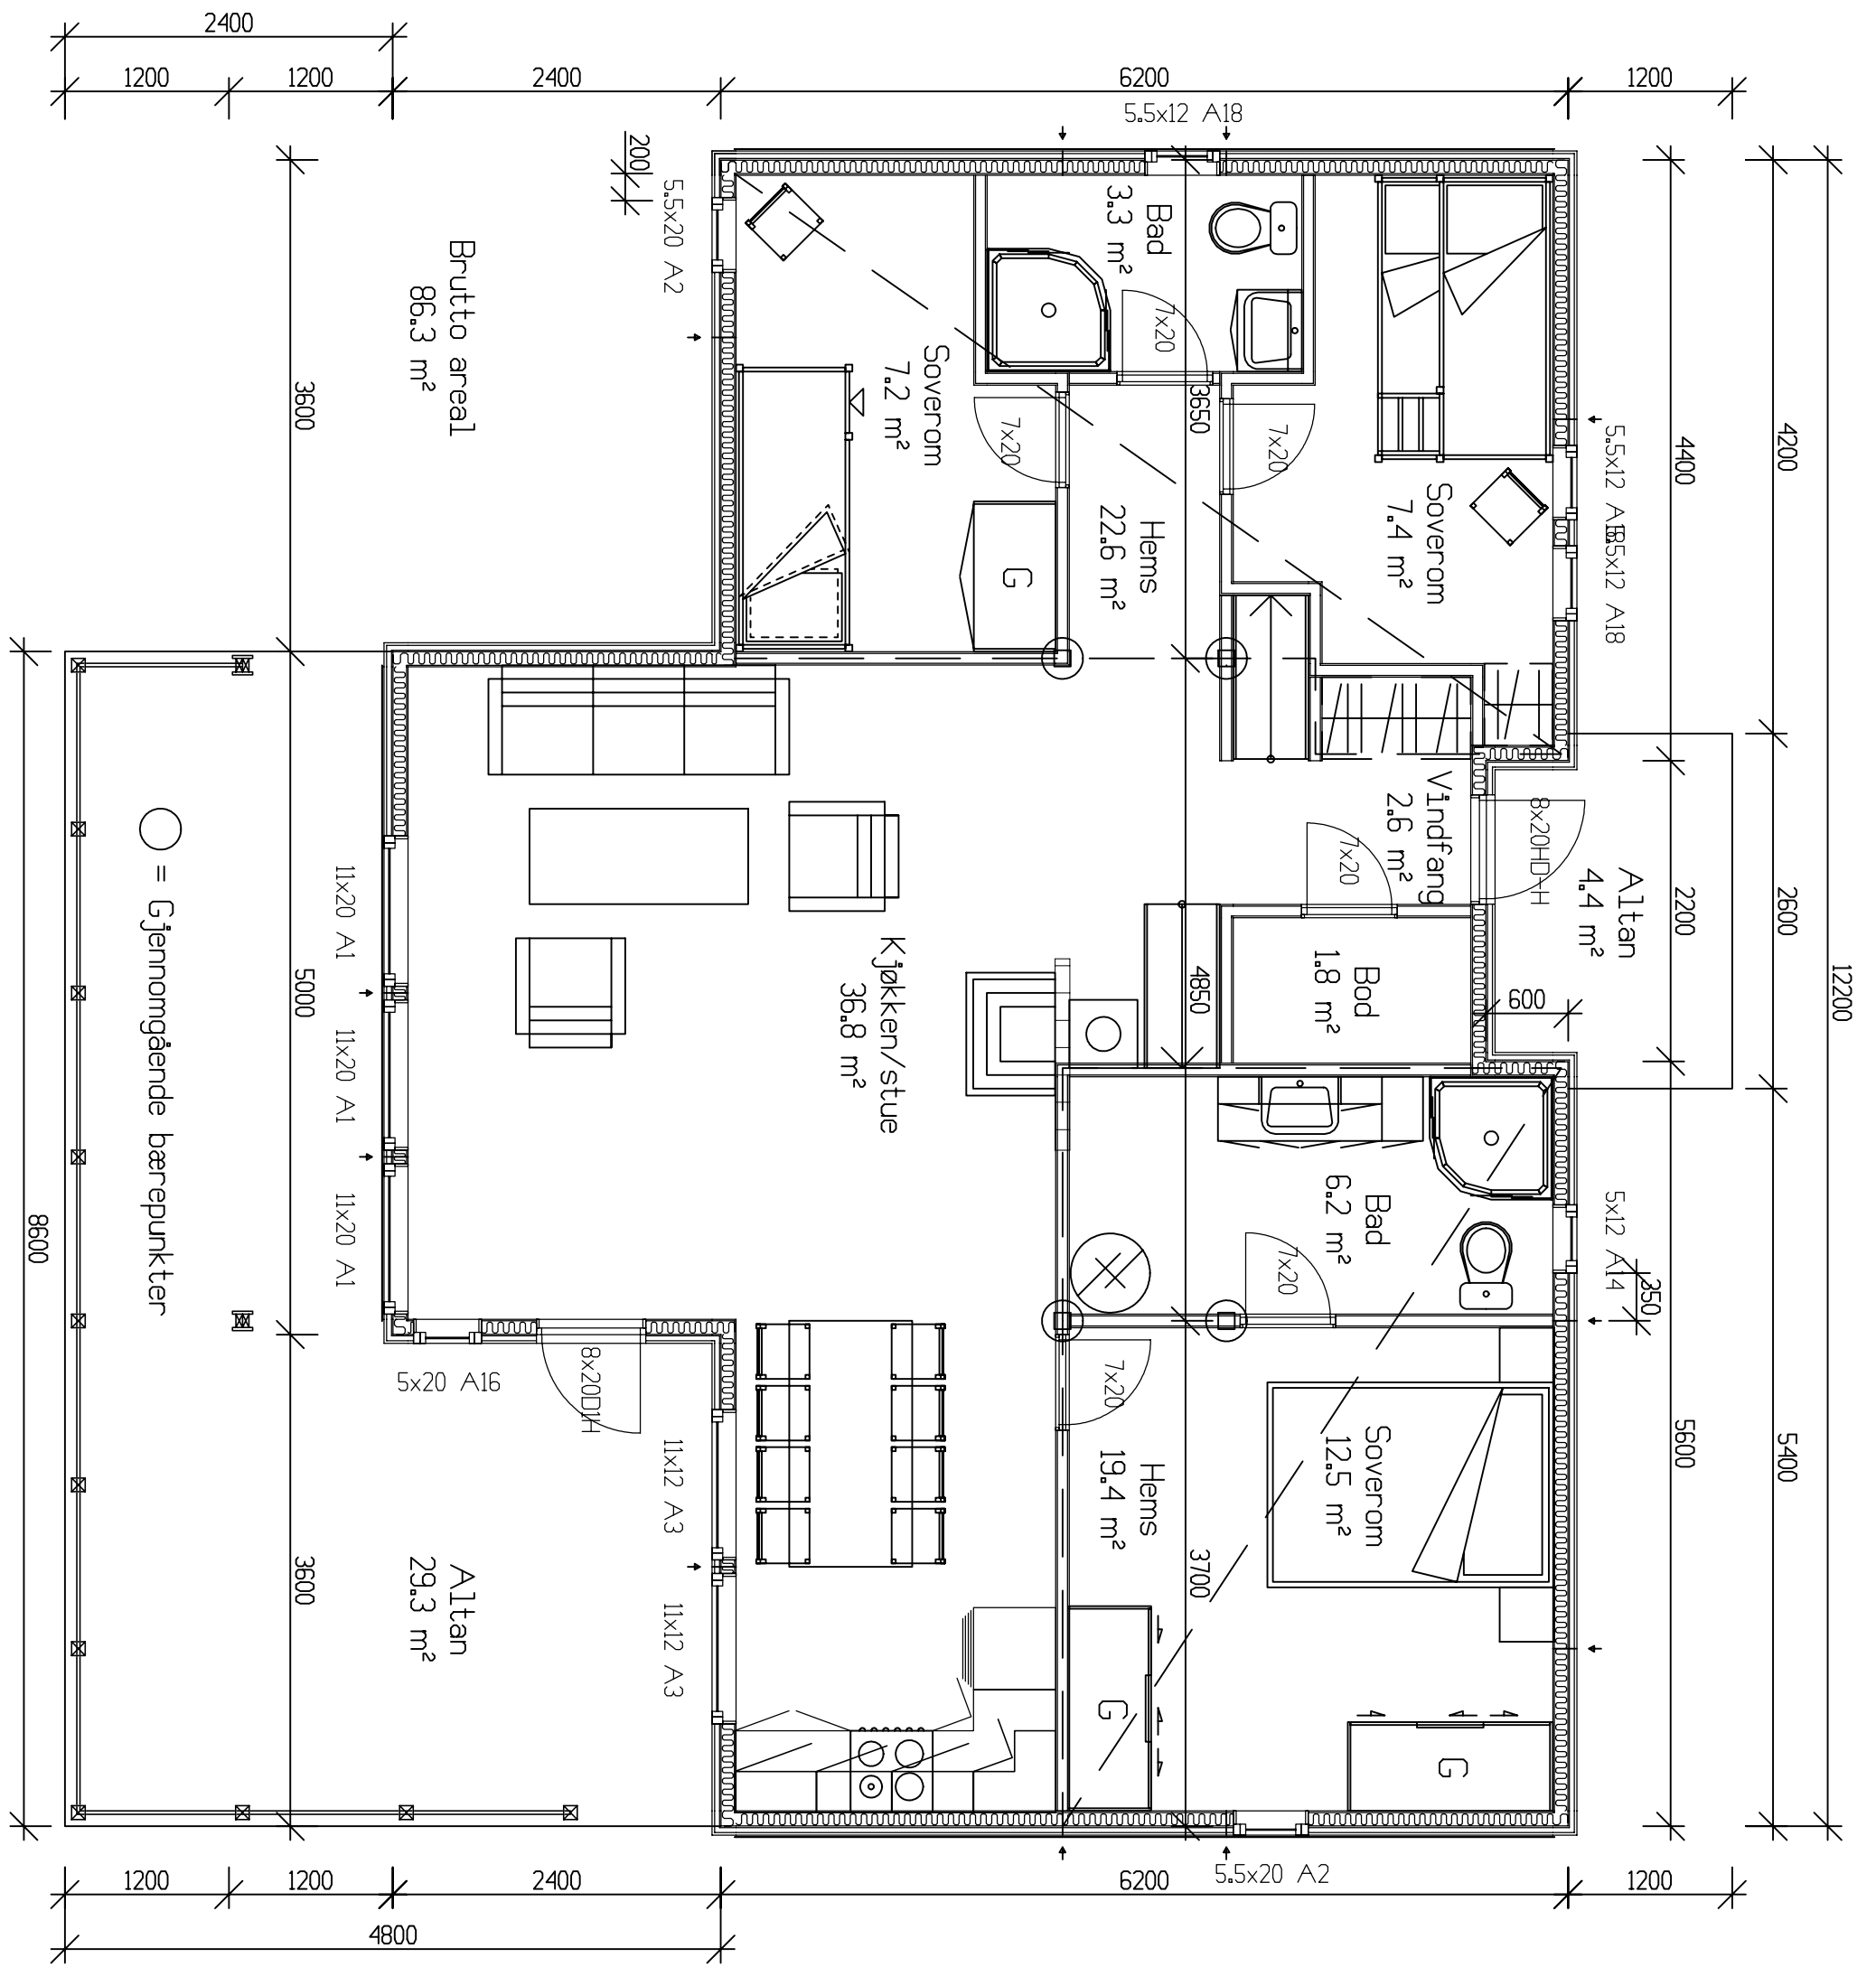 2400
1200
1200
2400
6200
1200
5.5x12 A18
200
5.5x20 A2
Brutto areal
86.3 m²
3600
Soverom
7.2 m²
7x20
G
Bad
3.3 m²
7x20
3650
7x20
Hems
22.6 m²
Soverom
7.4 m²
5.5x12 A18
5.5x12 A18
4400
4200
12200
Vindfang
2.6 m²
7x20
8x20HD-H
Altan
4.4 m²
2200
2600
600
Bod
1.8 m²
4850
Kjøkken/stue
36.8 m²
5000
11x20 A1
11x20 A1
11x20 A1
= Gjennomgående bærepunkter
8600
Bad
6.2 m²
7x20
5x12 A14
350
5x20 A16
8x20D1H
11x12 A3
11x12 A3
7x20
Hems
19.4 m²
Soverom
12.5 m²
3700
5600
5400
3600
Altan
29.3 m²
G
G
5.5x20 A2
1200
1200
2400
6200
1200
4800